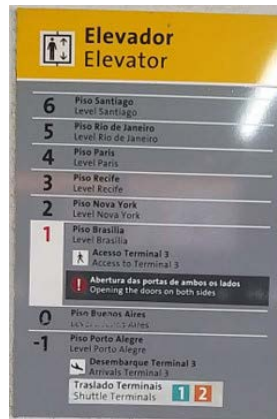 Elevador
Elevator
6 Piso Santiago
Level Santiago
5 Piso Rio de Janeiro
Level Rio de Janeiro
4 Piso Paris
Level Paris
3 Piso Recife
Level Recife
2 Piso Nova York
Level Nova York
1 Piso Brasília
Level Brasília
Acesso Terminal 3
Access to Terminal 3
! Abertura das portas de ambos os lados
Opening the doors on both sides
0 Piso Buenos Aires
Level Buenos Aires
-1 Piso Porto Alegre
Level Porto Alegre
Desembarque Terminal 3
Arrivals Terminal 3
Traslado Terminais 1 2
Shuttle Terminals